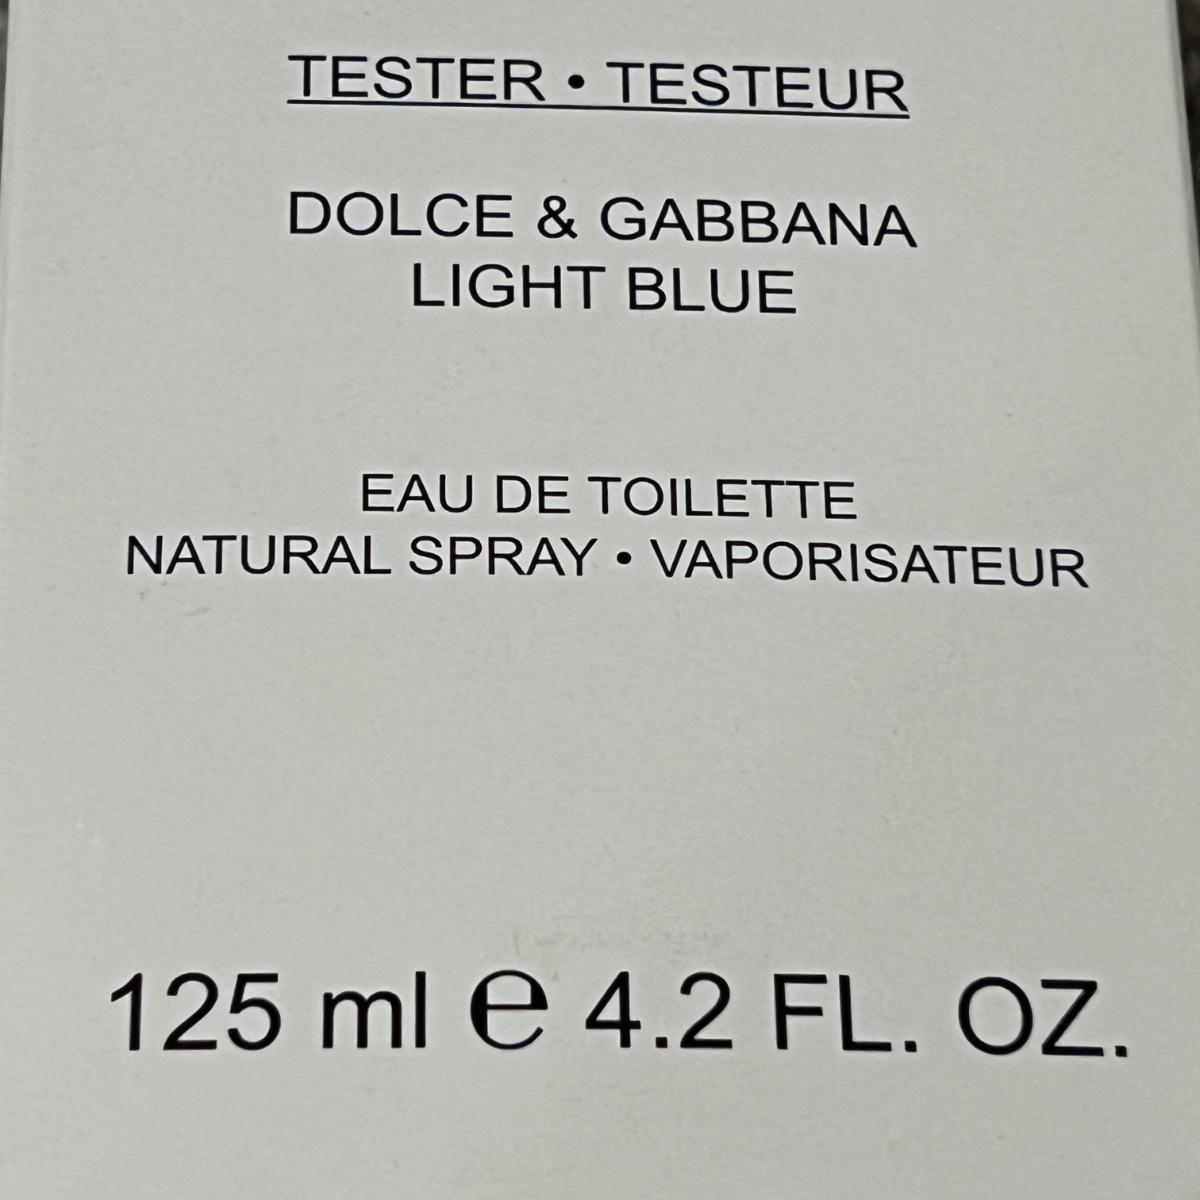 TESTER • TESTEUR
DOLCE & GABBANA
LIGHT BLUE
EAU DE TOILETTE
NATURAL SPRAY • VAPORISATEUR
125 ml ℮ 4.2 FL. OZ.